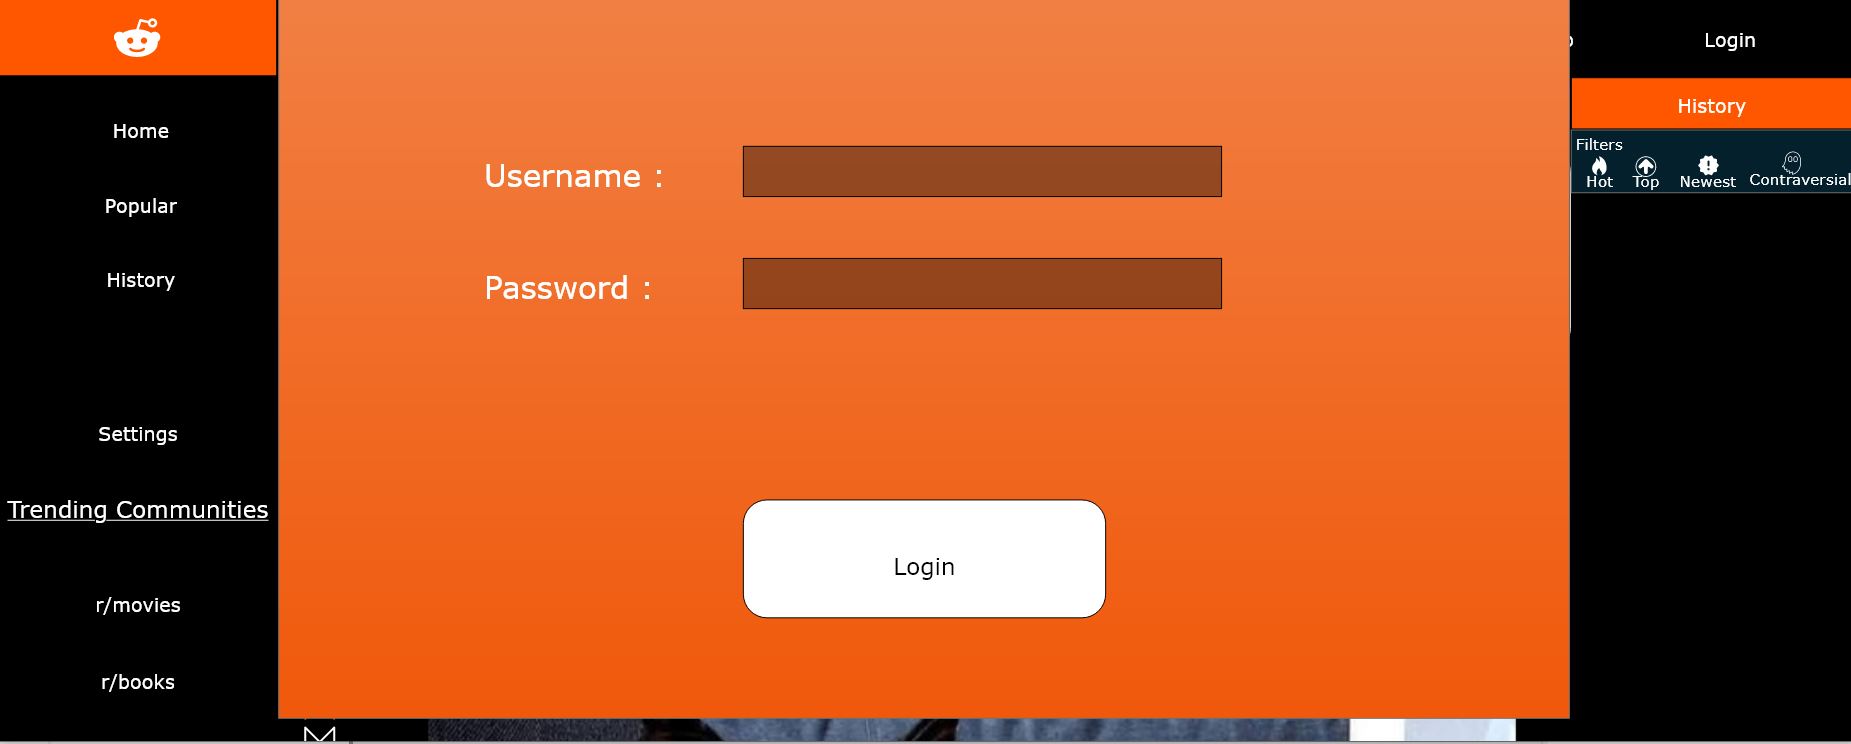 Home
Popular
History
Settings
Trending Communities
r/movies
r/books
Username :
Password :
Login
Login
History
Filters
Hot Top Newest Contraversial